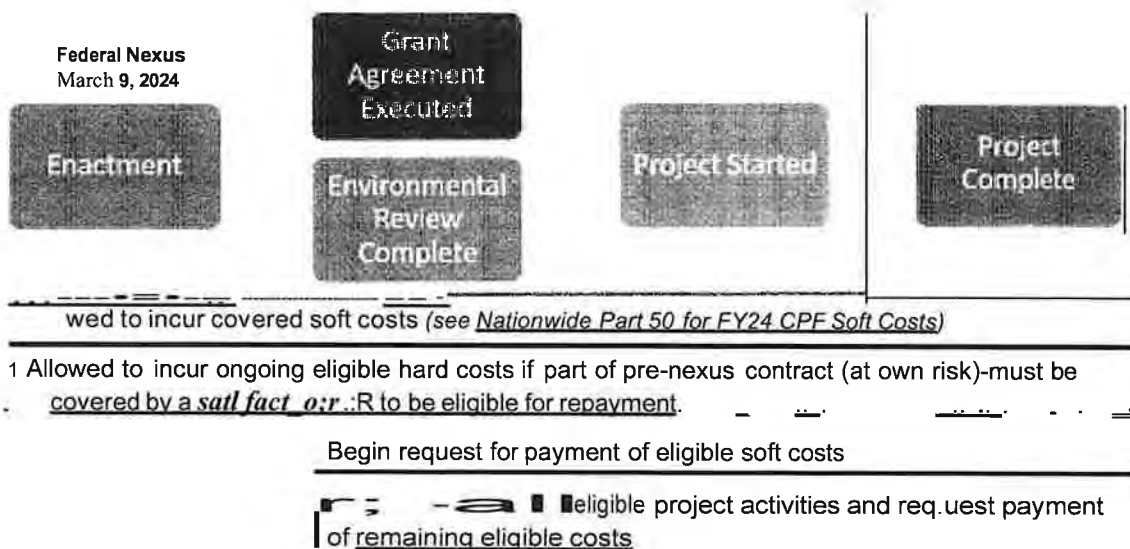 Federal Nexus
March 9, 2024
Enactment
Grant
Agreement
Executed
Environmental
Review
Complete
Project Started
Project
Complete
wed to incur covered soft costs (see Nationwide Part 50 for FY24 CPF Soft Costs)
1 Allowed to incur ongoing eligible hard costs if part of pre-nexus contract (at own risk)-must be
covered by a satl fact_o;r.:R to be eligible for repayment.
Begin request for payment of eligible soft costs
eligible project activities and req.uest payment
of remaining eligible costs